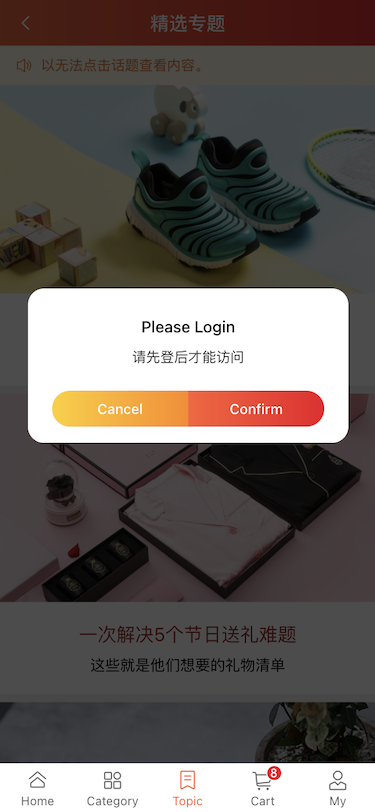 精选专题
以无法点击话题查看内容。
Please Login
请先登后才能访问
Cancel
Confirm
一次解决5个节日送礼难题
这些就是他们想要的礼物清单
8
Home
Category
Topic
Cart
My